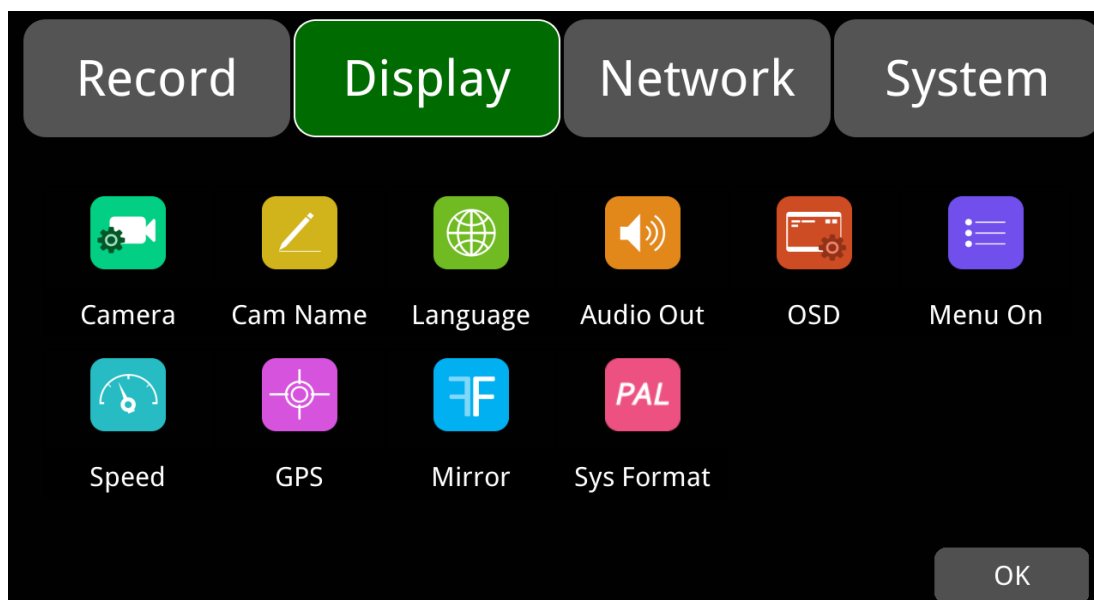 Record Display Network System
Camera Cam Name Language Audio Out OSD Menu On
PAL
Speed GPS Mirror Sys Format
OK